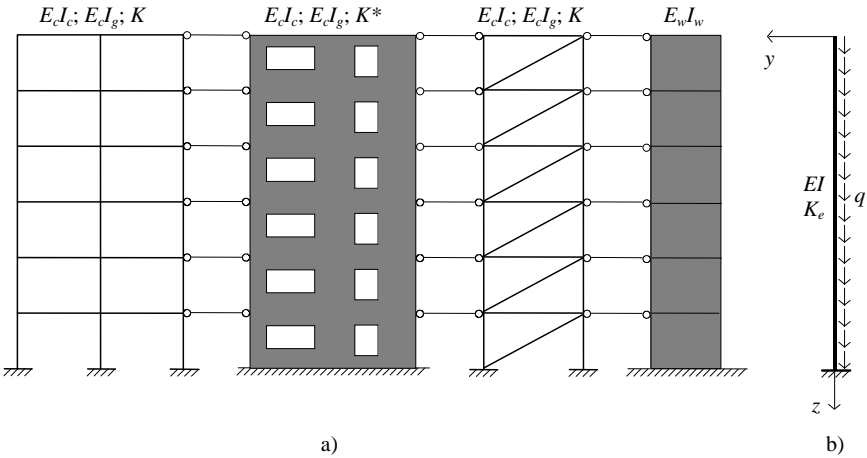 EcIc; EcIg; K
EcIc; EcIg; K*
EcIc; EcIg; K
EwIw
y
EI
Ke
q
z
a)
b)